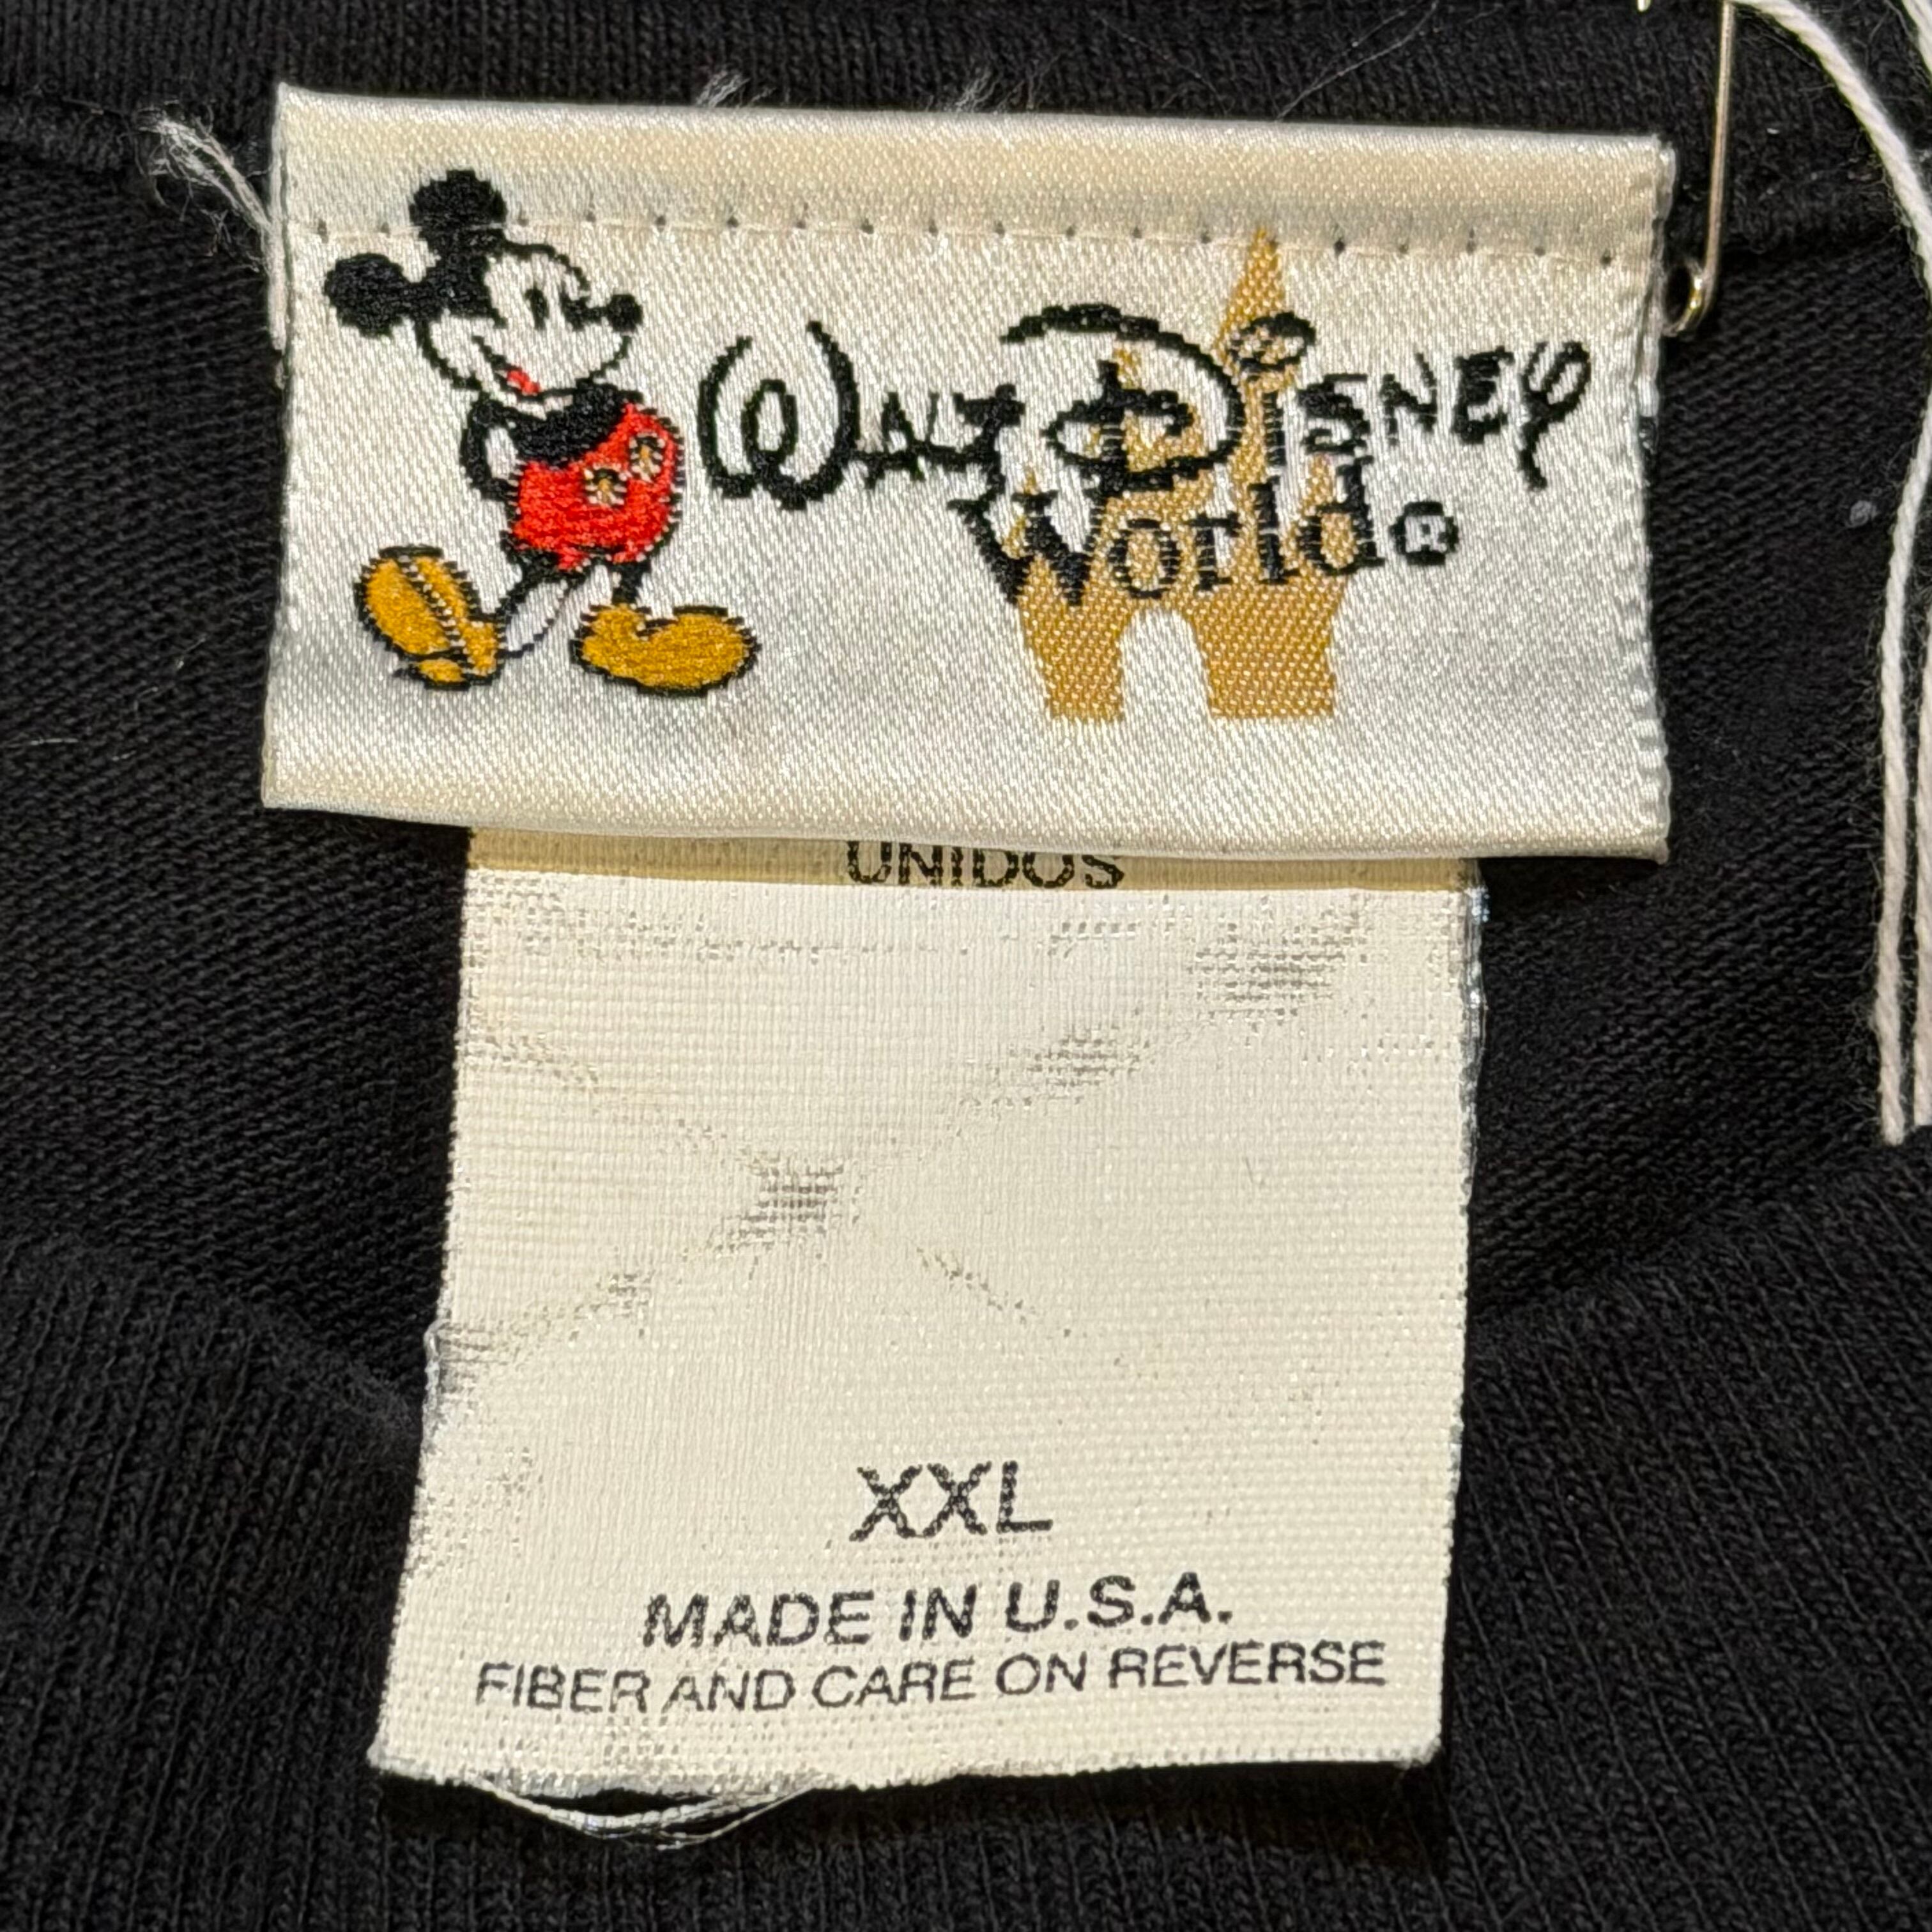 WALT DISNEY
World®
UNIDOS
XXL
MADE IN U.S.A.
FIBER AND CARE ON REVERSE